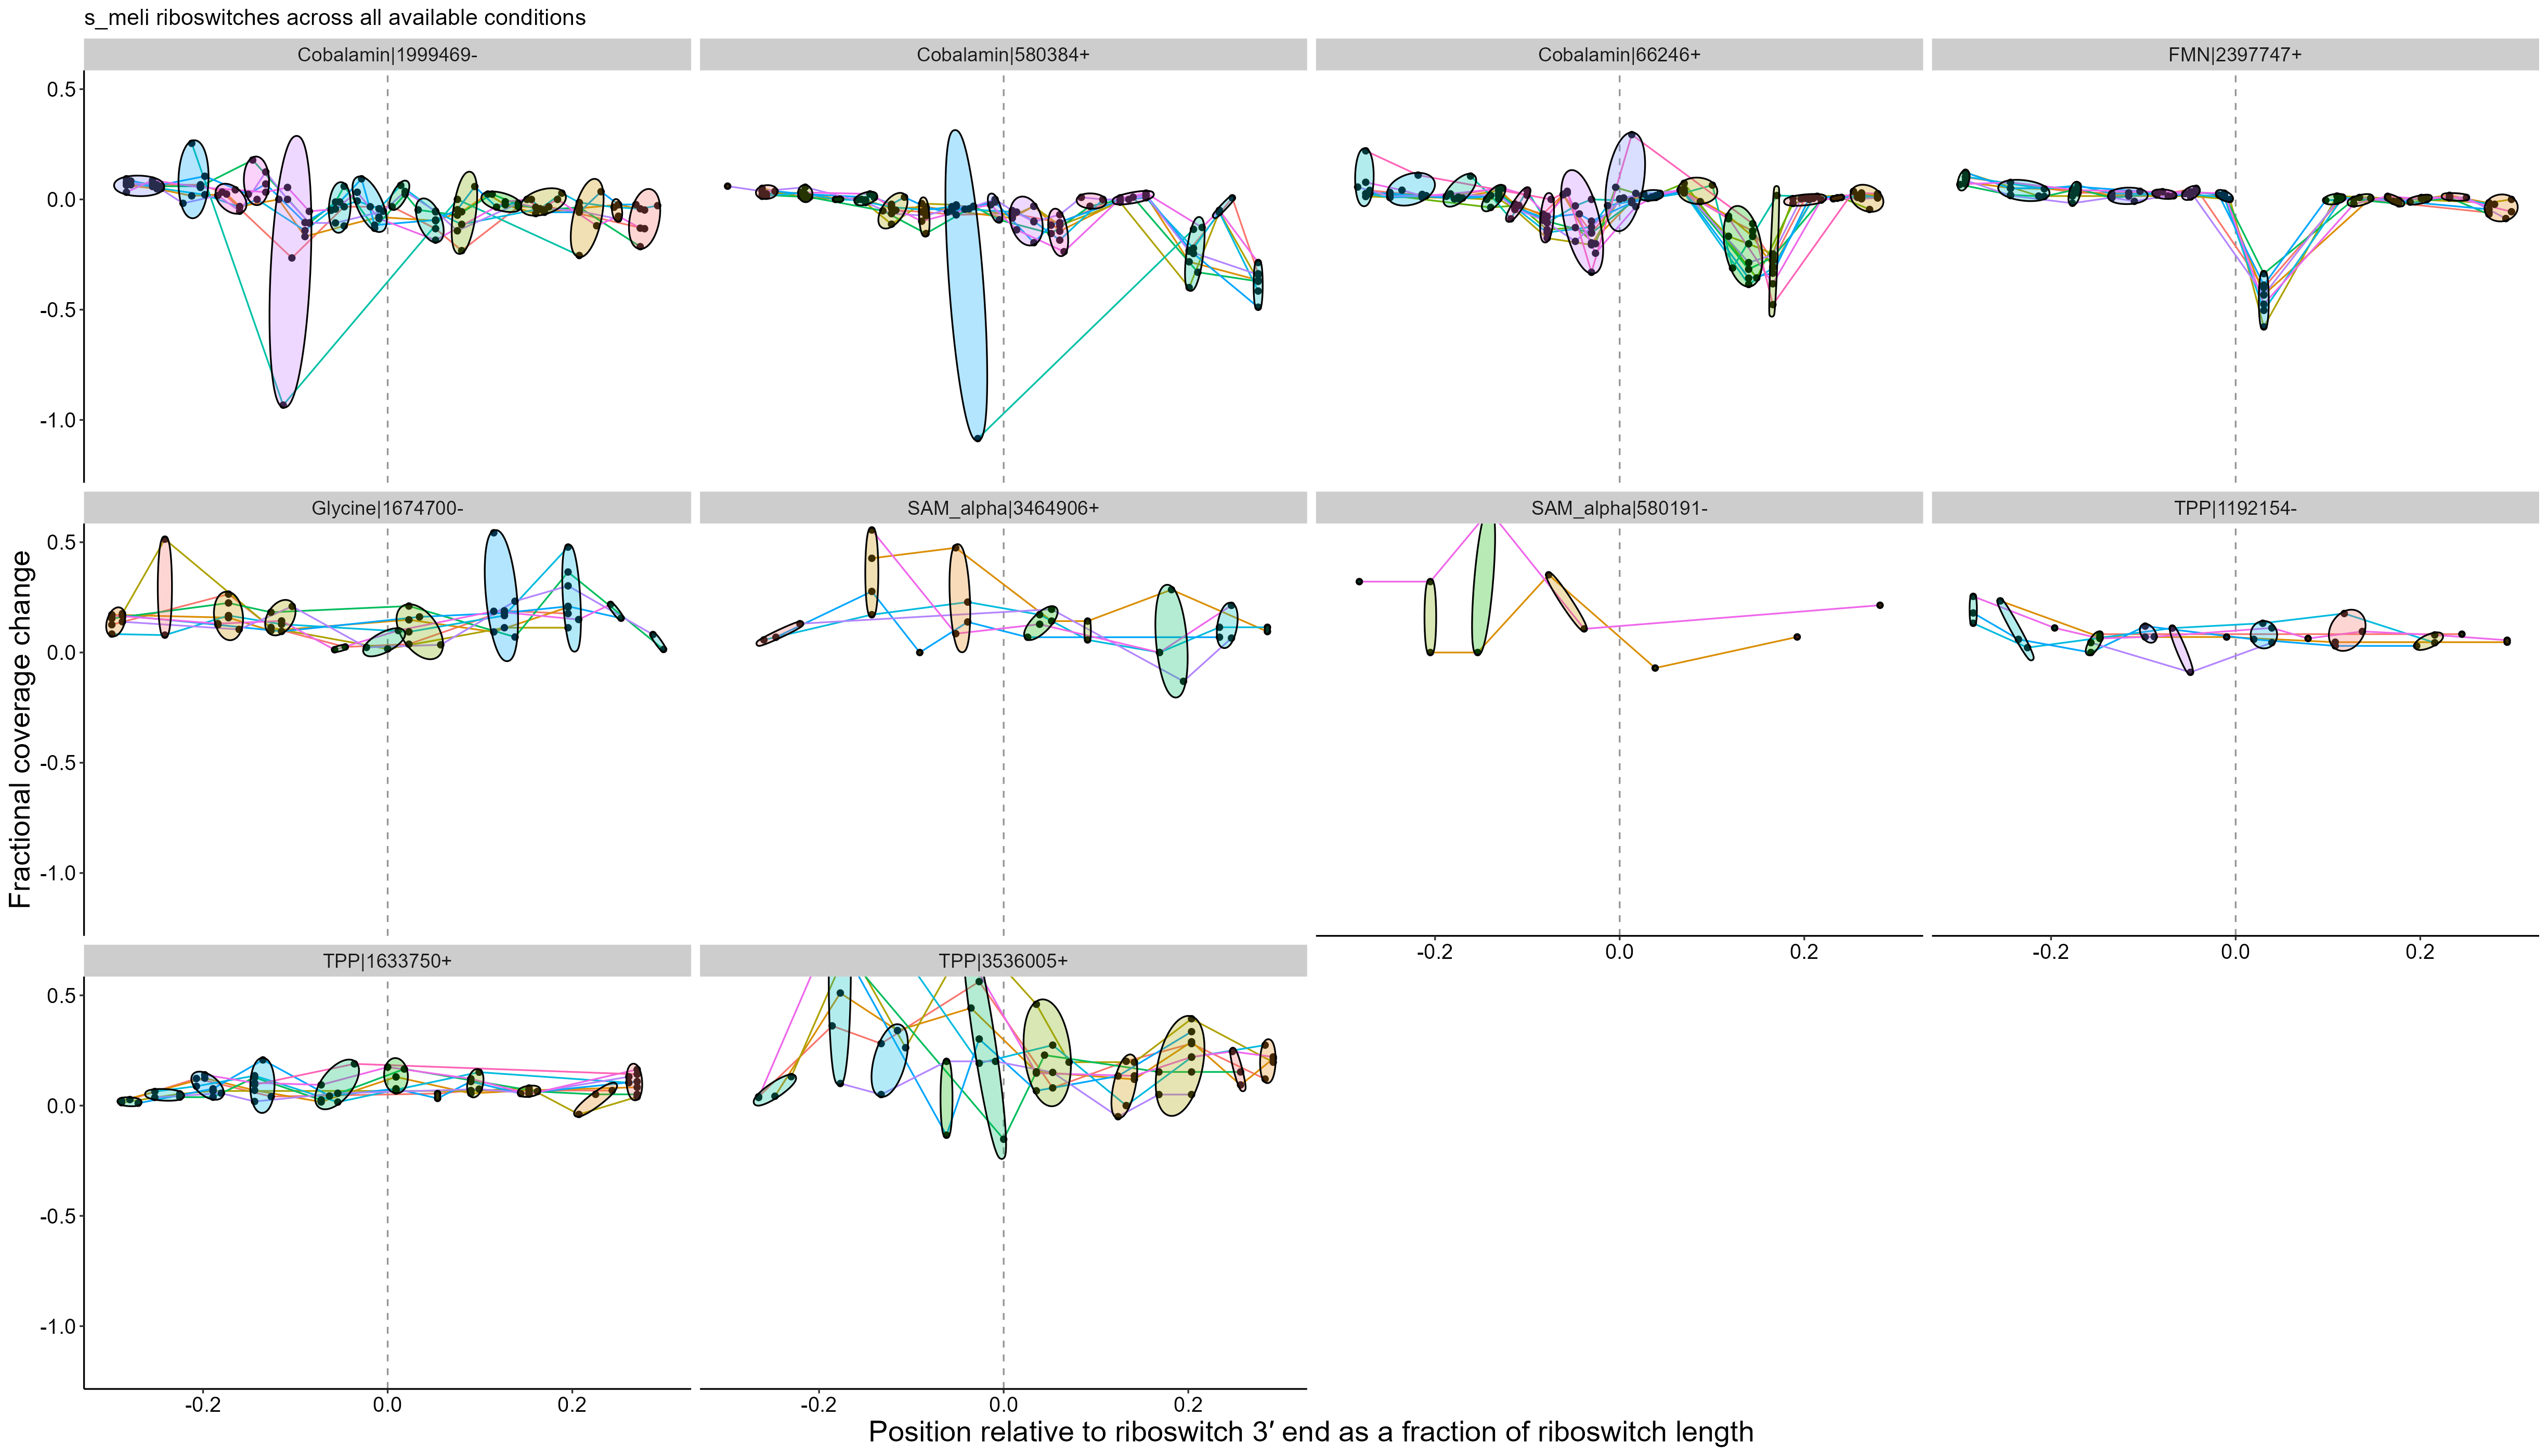 s_meli riboswitches across all available conditions
Cobalamin|1999469-
Cobalamin|580384+
Cobalamin|66246+
FMN|2397747+
0.5
0.0
-0.5
-1.0
Glycine|1674700-
SAM_alpha|3464906+
SAM_alpha|580191-
TPP|1192154-
0.5
0.0
-0.5
-1.0
-0.2 0.0 0.2
-0.2 0.0 0.2
TPP|1633750+
TPP|3536005+
0.5
0.0
-0.5
-1.0
-0.2 0.0 0.2
-0.2 0.0 0.2
Fractional coverage change
Position relative to riboswitch 3′ end as a fraction of riboswitch length